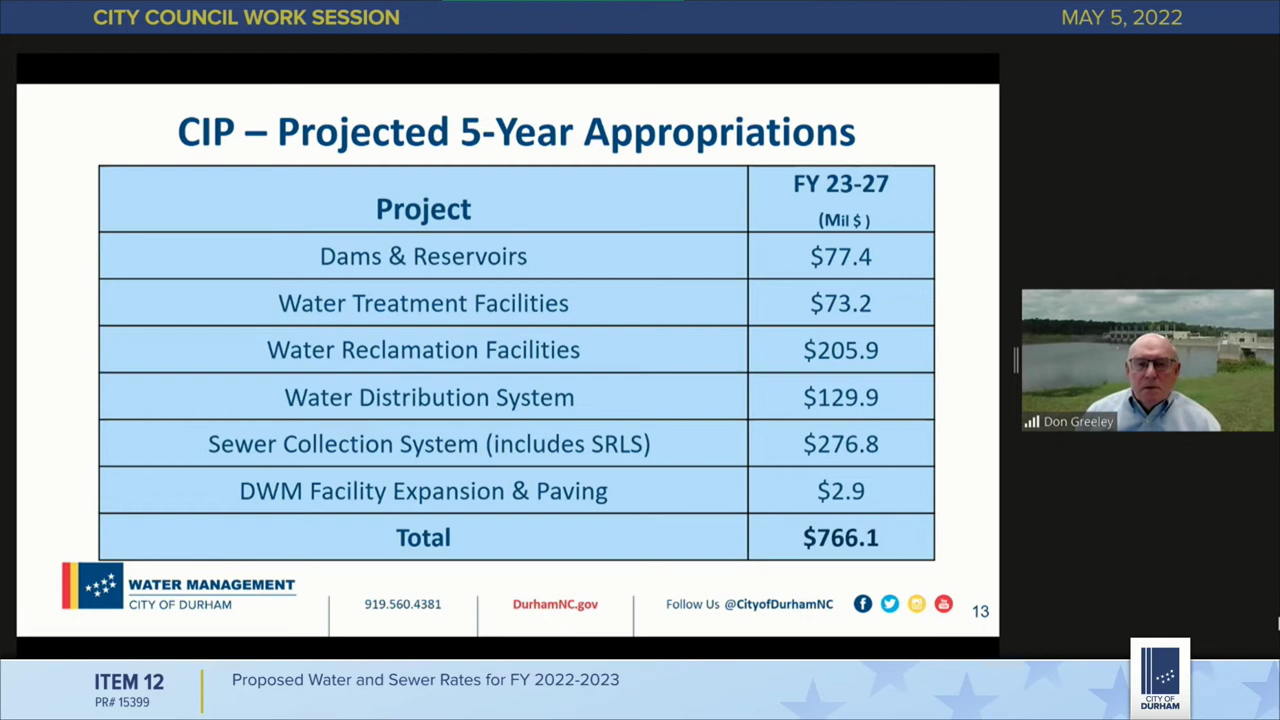 CITY COUNCIL WORK SESSION
MAY 5, 2022
CIP – Projected 5-Year Appropriations
Project
FY 23-27
(Mil $ )
Dams & Reservoirs
$77.4
Water Treatment Facilities
$73.2
Water Reclamation Facilities
$205.9
Water Distribution System
$129.9
Sewer Collection System (includes SRLS)
$276.8
DWM Facility Expansion & Paving
$2.9
Total
$766.1
WATER MANAGEMENT
CITY OF DURHAM
919.560.4381
DurhamNC.gov
Follow Us @CityofDurhamNC
13
Don Greeley
ITEM 12
PR# 15399
Proposed Water and Sewer Rates for FY 2022-2023
CITY OF
DURHAM